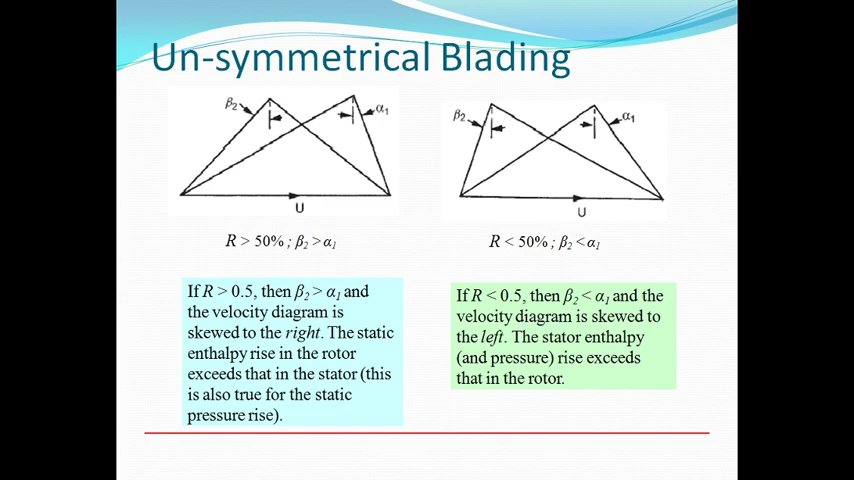 Un-symmetrical Blading
β2
α1
U
β2
α1
U
R > 50% ; β2 > α1
R < 50% ; β2 < α1
If R > 0.5, then β2 > α1 and
the velocity diagram is
skewed to the right. The static
enthalpy rise in the rotor
exceeds that in the stator (this
is also true for the static
pressure rise).
If R < 0.5, then β2 < α1 and the
velocity diagram is skewed to
the left. The stator enthalpy
(and pressure) rise exceeds
that in the rotor.